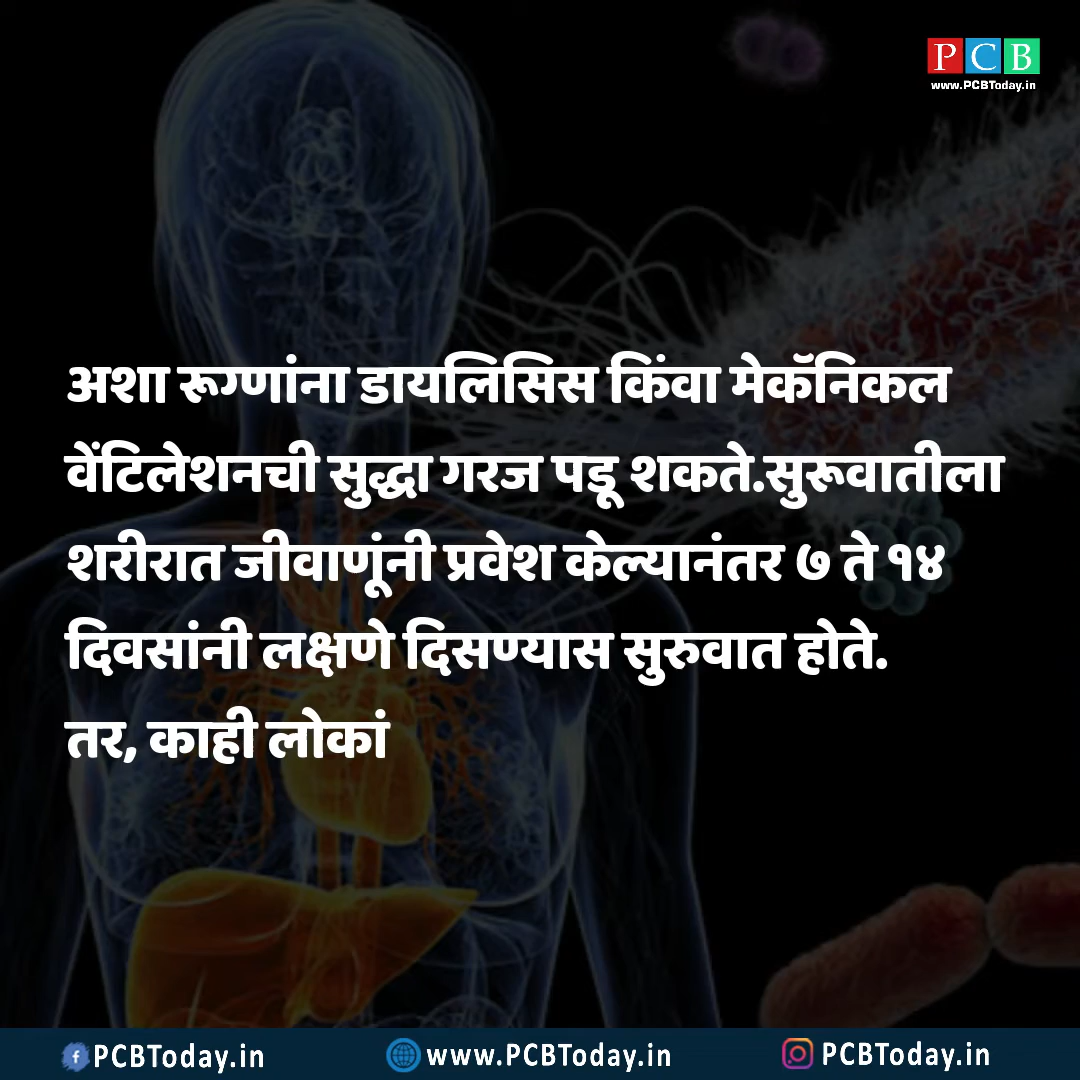 PCB
www.PCBToday.in
अशा रूग्णांना डायलिसिस किंवा मेकॅनिकल
वेंटिलेशनची सुद्धा गरज पडू शकते.सुरूवातीला
शरीरात जीवाणूंनी प्रवेश केल्यानंतर ७ ते १४
दिवसांनी लक्षणे दिसण्यास सुरुवात होते.
तर, काही लोकां
PCBToday.in www.PCBToday.in PCBToday.in